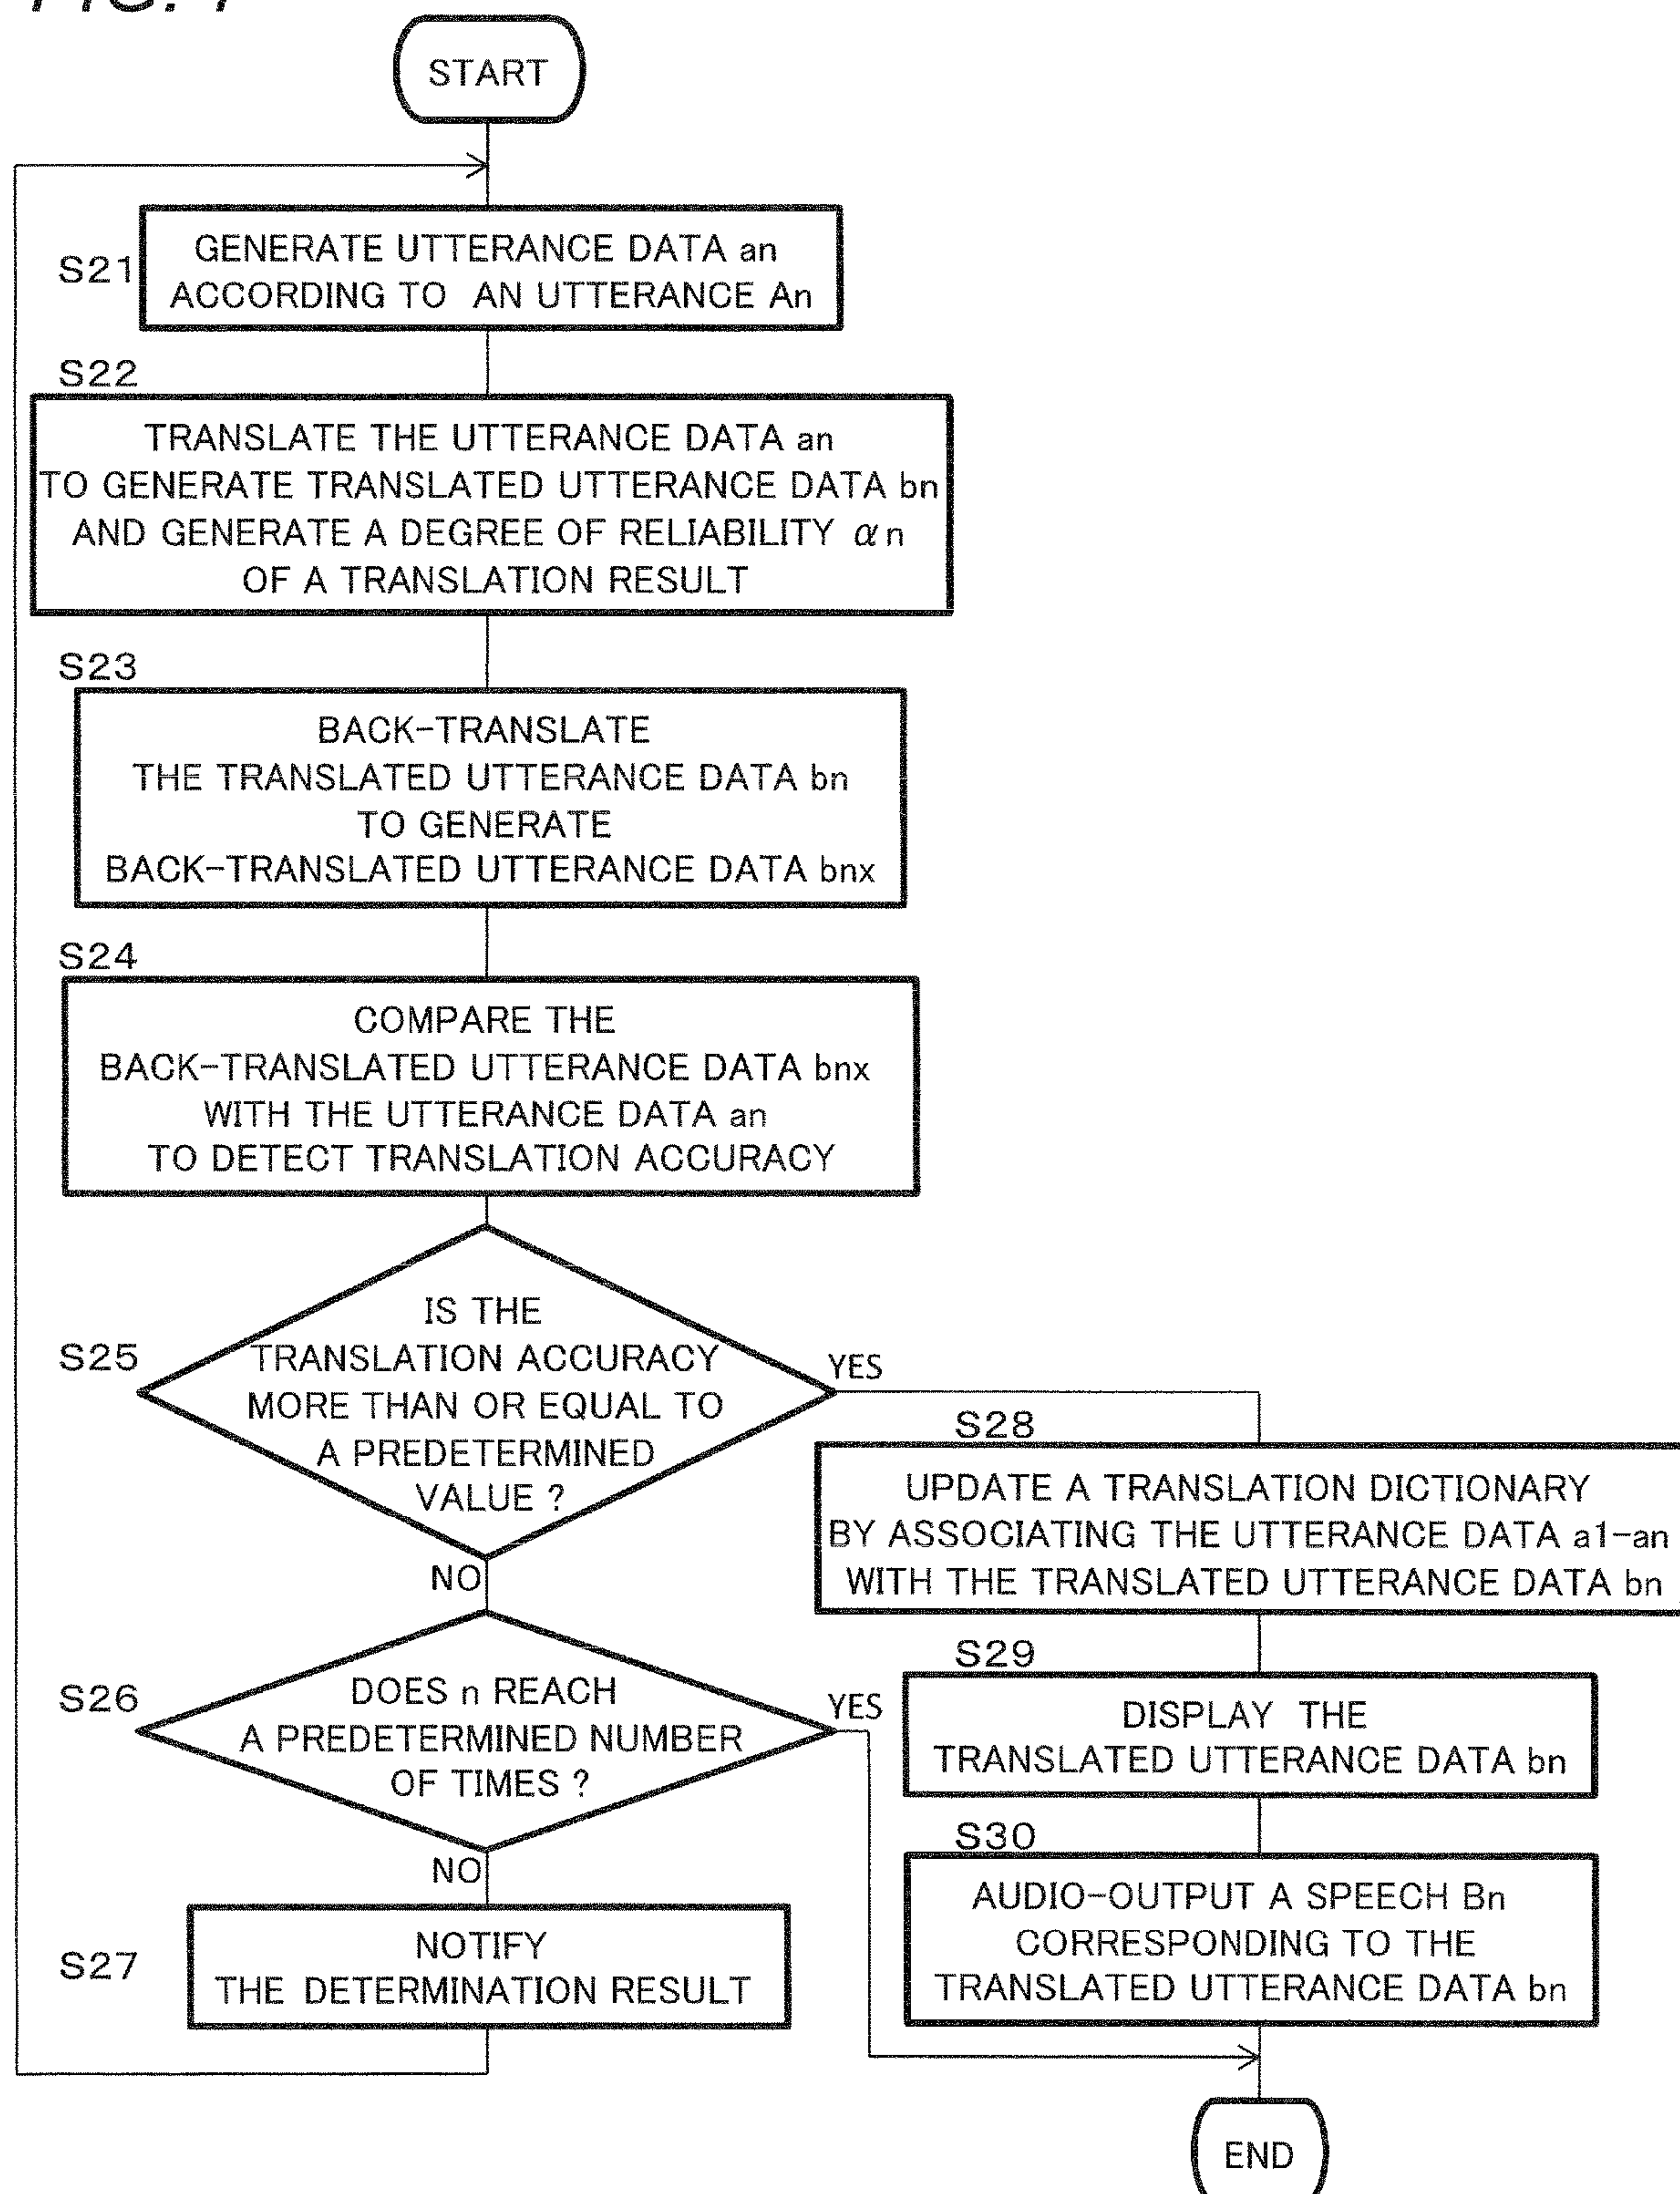 START
S21
GENERATE UTTERANCE DATA an
ACCORDING TO AN UTTERANCE An
S22
TRANSLATE THE UTTERANCE DATA an
TO GENERATE TRANSLATED UTTERANCE DATA bn
AND GENERATE A DEGREE OF RELIABILITY αn
OF A TRANSLATION RESULT
S23
BACK-TRANSLATE
THE TRANSLATED UTTERANCE DATA bn
TO GENERATE
BACK-TRANSLATED UTTERANCE DATA bnx
S24
COMPARE THE
BACK-TRANSLATED UTTERANCE DATA bnx
WITH THE UTTERANCE DATA an
TO DETECT TRANSLATION ACCURACY
S25
IS THE
TRANSLATION ACCURACY
MORE THAN OR EQUAL TO
A PREDETERMINED
VALUE ?
YES
NO
S26
DOES n REACH
A PREDETERMINED NUMBER
OF TIMES ?
YES
NO
S27
NOTIFY
THE DETERMINATION RESULT
S28
UPDATE A TRANSLATION DICTIONARY
BY ASSOCIATING THE UTTERANCE DATA a1-an
WITH THE TRANSLATED UTTERANCE DATA bn
S29
DISPLAY THE
TRANSLATED UTTERANCE DATA bn
S30
AUDIO-OUTPUT A SPEECH Bn
CORRESPONDING TO THE
TRANSLATED UTTERANCE DATA bn
END